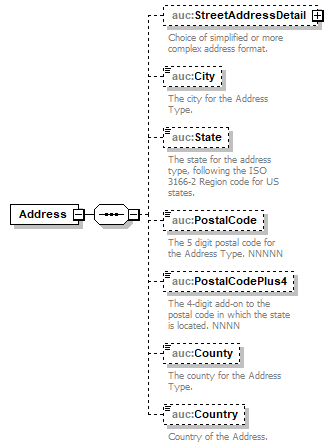 auc:StreetAddressDetail
Choice of simplified or more
complex address format.
auc:City
The city for the Address
Type.
auc:State
The state for the address
type, following the ISO
3166-2 Region code for US
states.
Address
auc:PostalCode
The 5 digit postal code for
the Address Type. NNNNN
auc:PostalCodePlus4
The 4-digit add-on to the
postal code in which the state
is located. NNNN
auc:County
The county for the Address
Type.
auc:Country
Country of the Address.